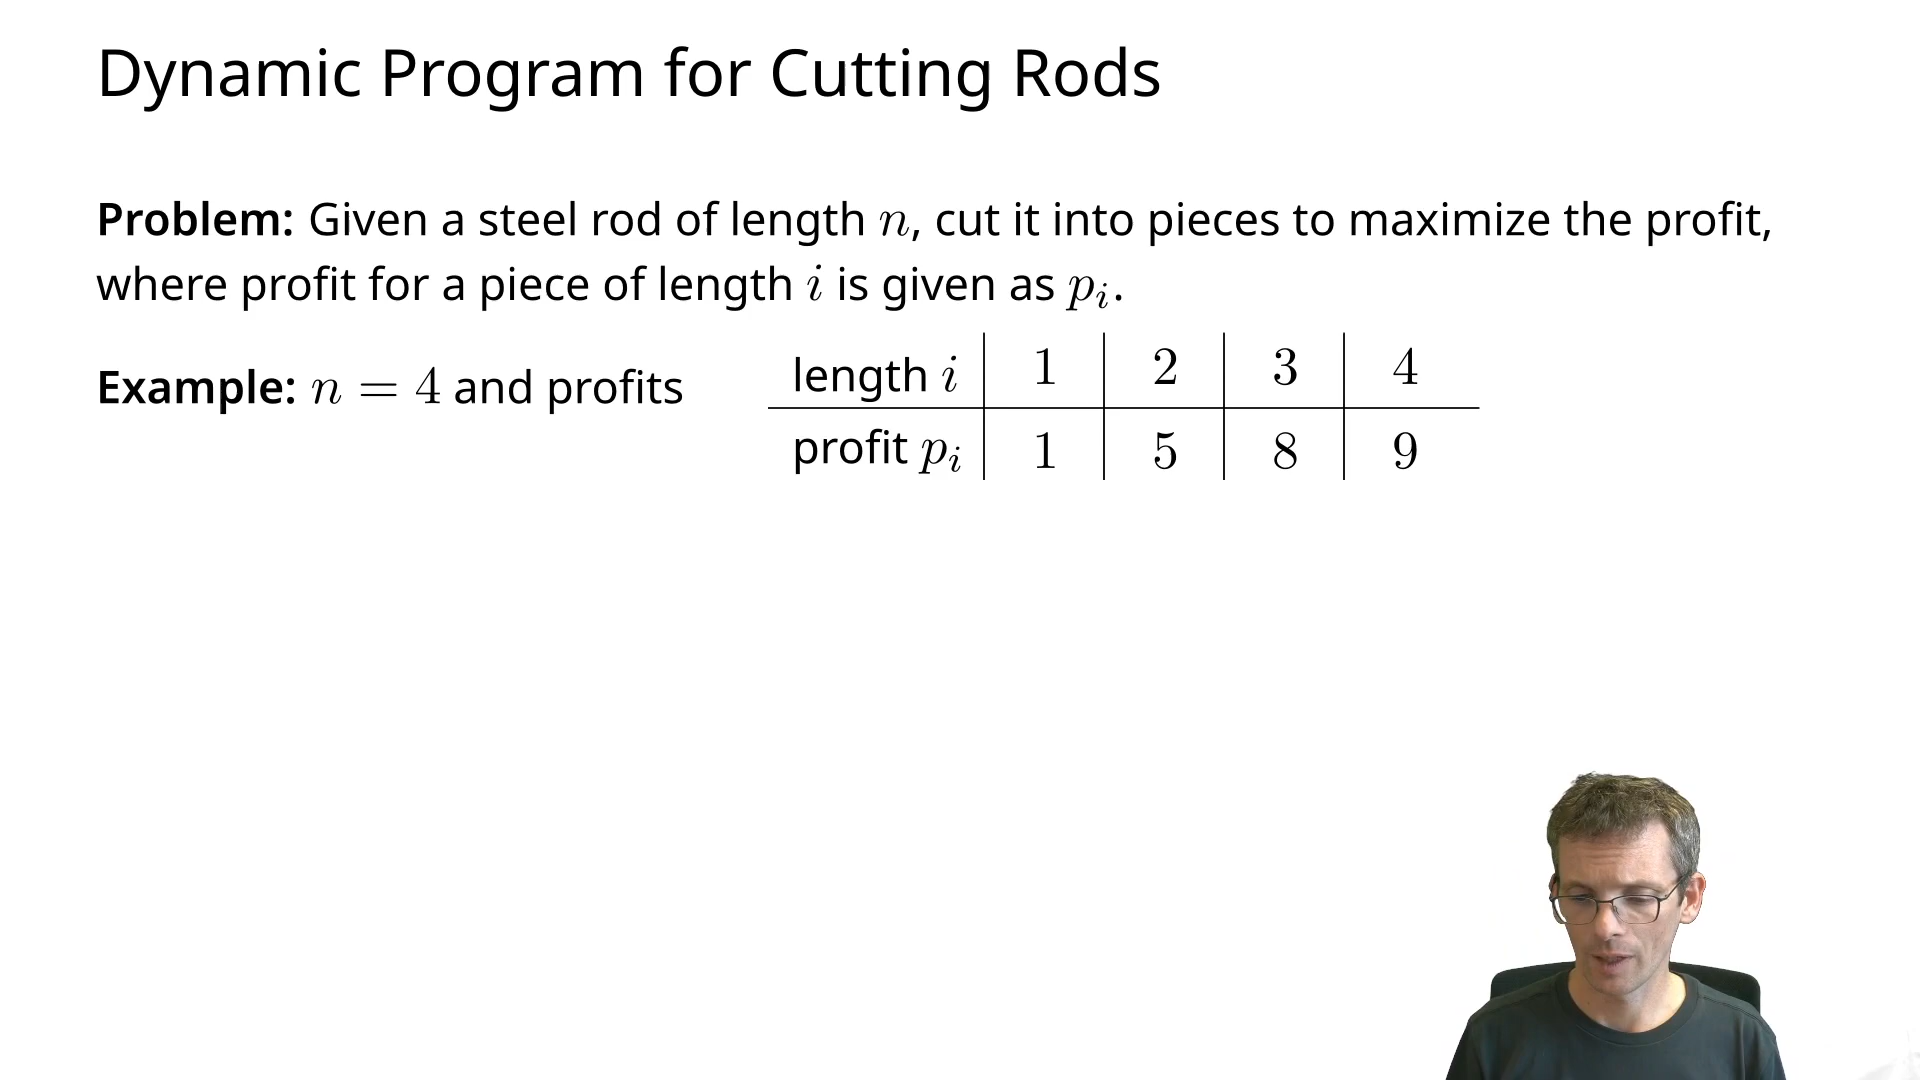 Dynamic Program for Cutting Rods
Problem: Given a steel rod of length n, cut it into pieces to maximize the profit,
where profit for a piece of length i is given as pᵢ.
Example: n = 4 and profits
length i 1 2 3 4
profit pᵢ 1 5 8 9